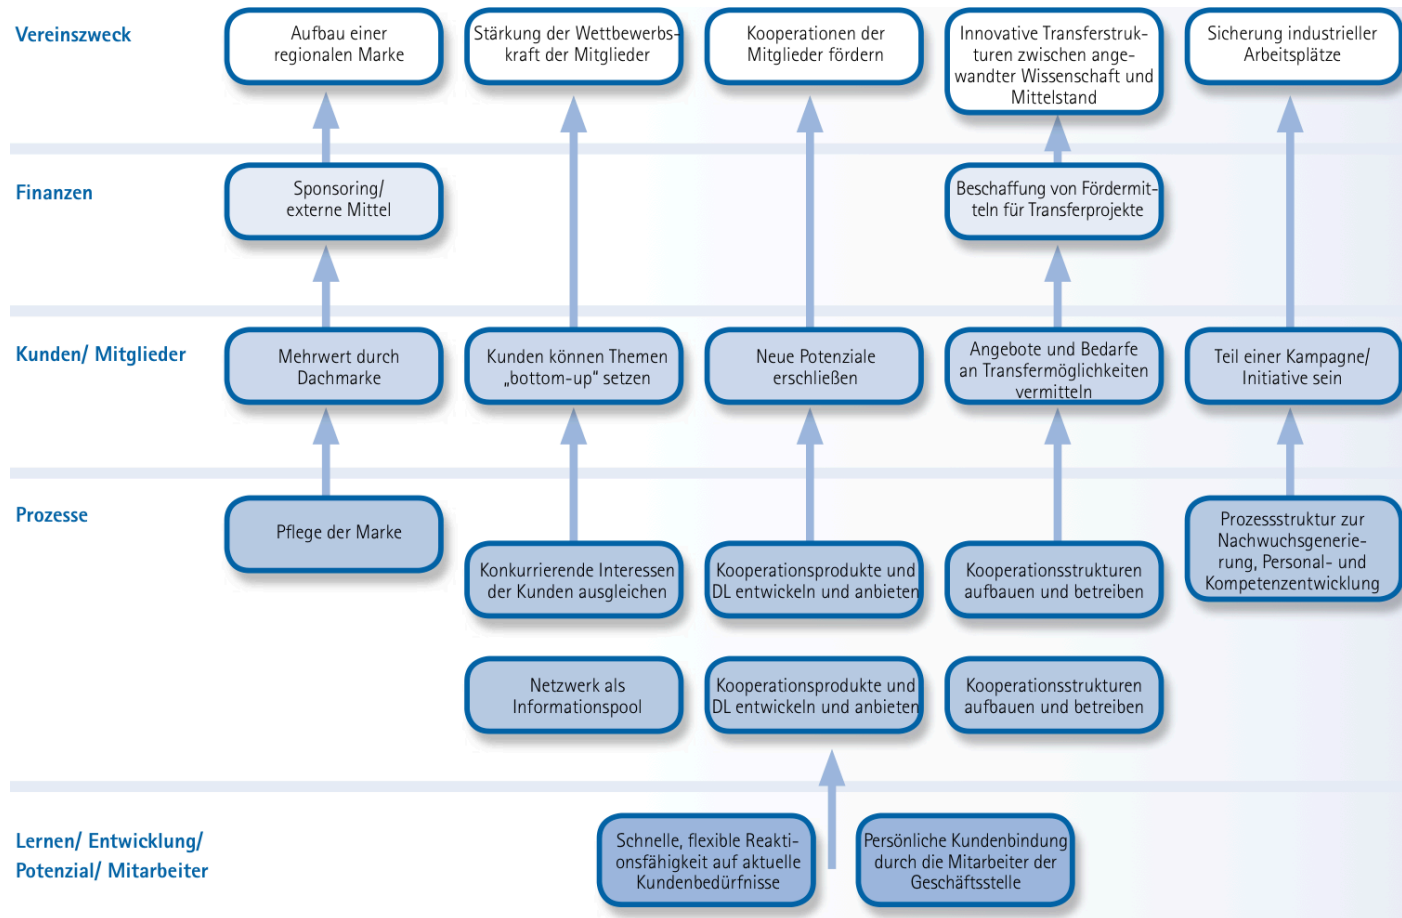 Vereinszweck
Aufbau einer
regionalen Marke
Stärkung der Wettbewerbs-
kraft der Mitglieder
Kooperationen der
Mitglieder fördern
Innovative Transferstruk-
turen zwischen ange-
wandter Wissenschaft und
Mittelstand
Sicherung industrieller
Arbeitsplätze
Finanzen
Sponsoring/
externe Mittel
Beschaffung von Fördermit-
teln für Transferprojekte
Kunden/ Mitglieder
Mehrwert durch
Dachmarke
Kunden können Themen
„bottom-up“ setzen
Neue Potenziale
erschließen
Angebote und Bedarfe
an Transfermöglichkeiten
vermitteln
Teil einer Kampagne/
Initiative sein
Prozesse
Pflege der Marke
Konkurrierende Interessen
der Kunden ausgleichen
Kooperationsprodukte und
DL entwickeln und anbieten
Kooperationsstrukturen
aufbauen und betreiben
Prozessstruktur zur
Nachwuchsgenerie-
rung, Personal- und
Kompetenzentwicklung
Netzwerk als
Informationspool
Kooperationsprodukte und
DL entwickeln und anbieten
Kooperationsstrukturen
aufbauen und betreiben
Lernen/ Entwicklung/
Potenzial/ Mitarbeiter
Schnelle, flexible Reakti-
onsfähigkeit auf aktuelle
Kundenbedürfnisse
Persönliche Kundenbindung
durch die Mitarbeiter der
Geschäftsstelle